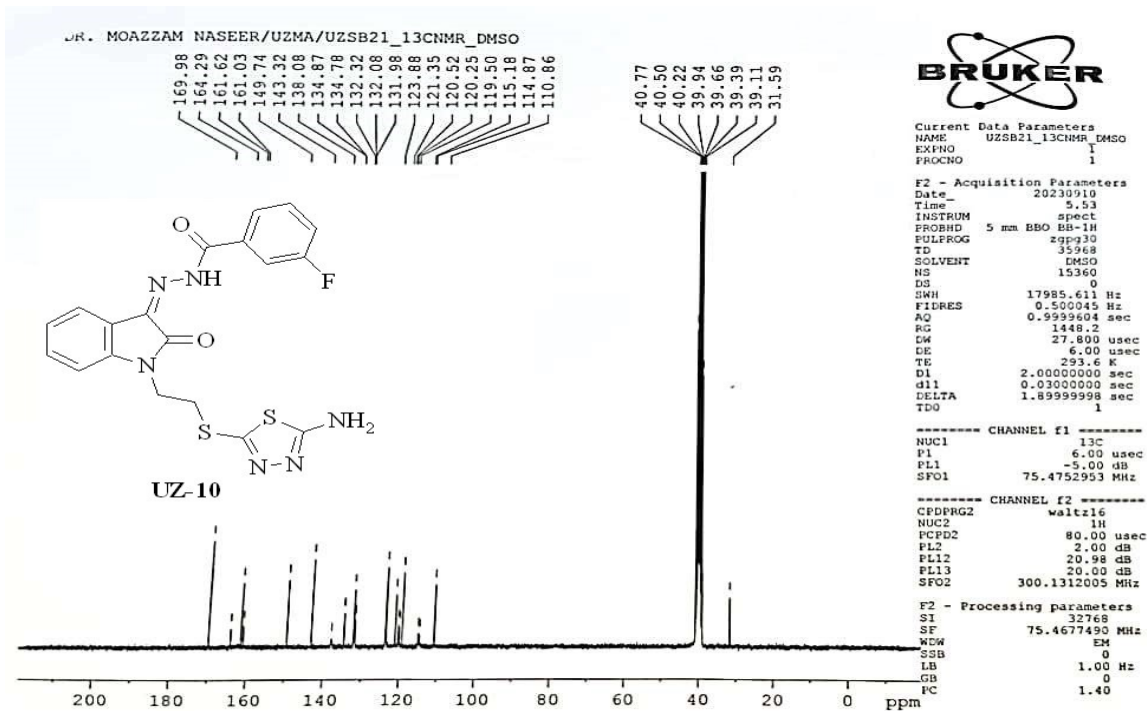 DR. MOAZZAM NASEER/UZMA/UZSB21_13CNMR_DMSO
169.98
164.29
161.62
161.03
149.74
143.32
138.08
134.87
134.78
132.32
132.08
131.98
123.88
121.35
120.52
120.25
119.50
115.18
114.87
110.86
40.77
40.50
40.22
39.94
39.66
39.39
39.11
31.59
BRUKER
O
N
NH
F
O
N
S
S
NH2
N
N
UZ-10
200
180
160
140
120
100
80
60
40
20
0
ppm
Current Data Parameters
NAME UZSB21_13CNMR_DMSO
EXPNO 1
PROCNO 1
F2 - Acquisition Parameters
Date_ 20230910
Time 5.53
INSTRUM spect
PROBHD 5 mm BBO BB-1H
PULPROG zgpg30
TD 35968
SOLVENT DMSO
NS 15360
DS 0
SWH 17985.611 Hz
FIDRES 0.500045 Hz
AQ 0.9999604 sec
RG 1448.2
DW 27.800 usec
DE 6.00 usec
TE 293.6 K
D1 2.00000000 sec
d11 0.03000000 sec
DELTA 1.89999998 sec
TD0 1
======== CHANNEL f1 ========
NUC1 13C
P1 6.00 usec
PL1 -5.00 dB
SFO1 75.4752953 MHz
======== CHANNEL f2 ========
CPDPRG2 waltz16
NUC2 1H
PCPD2 80.00 usec
PL2 2.00 dB
PL12 20.98 dB
PL13 20.00 dB
SFO2 300.1312005 MHz
F2 - Processing parameters
SI 32768
SF 75.4677490 MHz
WDW EM
SSB 0
LB 1.00 Hz
GB 0
PC 1.40